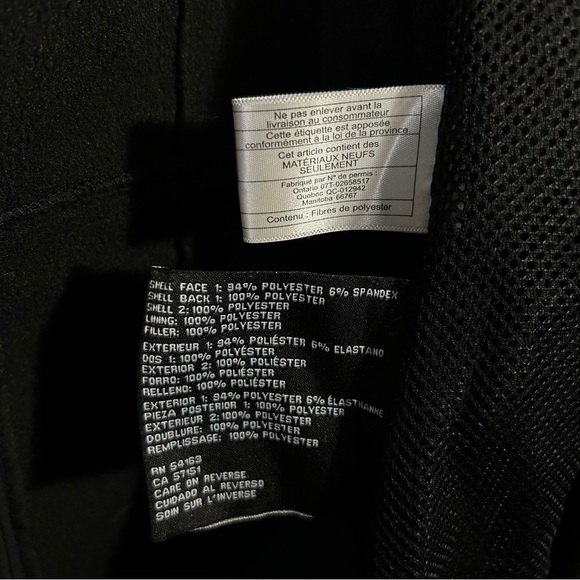 Ne pas enlever avant la
livraison au consommateur
Cette étiquette est apposée
conformément à la loi de la province
Cet article contient des
MATÉRIAUX NEUFS
SEULEMENT
Fabriqué par N° de permis :
Ontario 07T-02658517
Quebec QC-012942
Manitoba 66767
Contenu : Fibres de polyester
SHELL FACE 1: 94% POLYESTER 6% SPANDEX
SHELL BACK 1: 100% POLYESTER
SHELL 2: 100% POLYESTER
LINING: 100% POLYESTER
FILLER: 100% POLYESTER
EXTERIEUR 1: 94% POLIÉSTER 6% ELASTANO
DOS 1: 100% POLYESTER
EXTERIOR 2: 100% POLIÉSTER
FORRO: 100% POLIÉSTER
RELLENO: 100% POLIÉSTER
EXTERIOR 1: 94% POLYESTER 6% ÉLASTHANNE
PIEZA POSTERIOR 1: 100% POLYESTER
EXTERIEUR 2: 100% POLYESTER
DOUBLURE: 100% POLYESTER
REMPLISSAGE: 100% POLYESTER
RN 54163
CA 57151
CARE ON REVERSE
CUIDADO AL REVERSO
SOIN SUR L'INVERSE